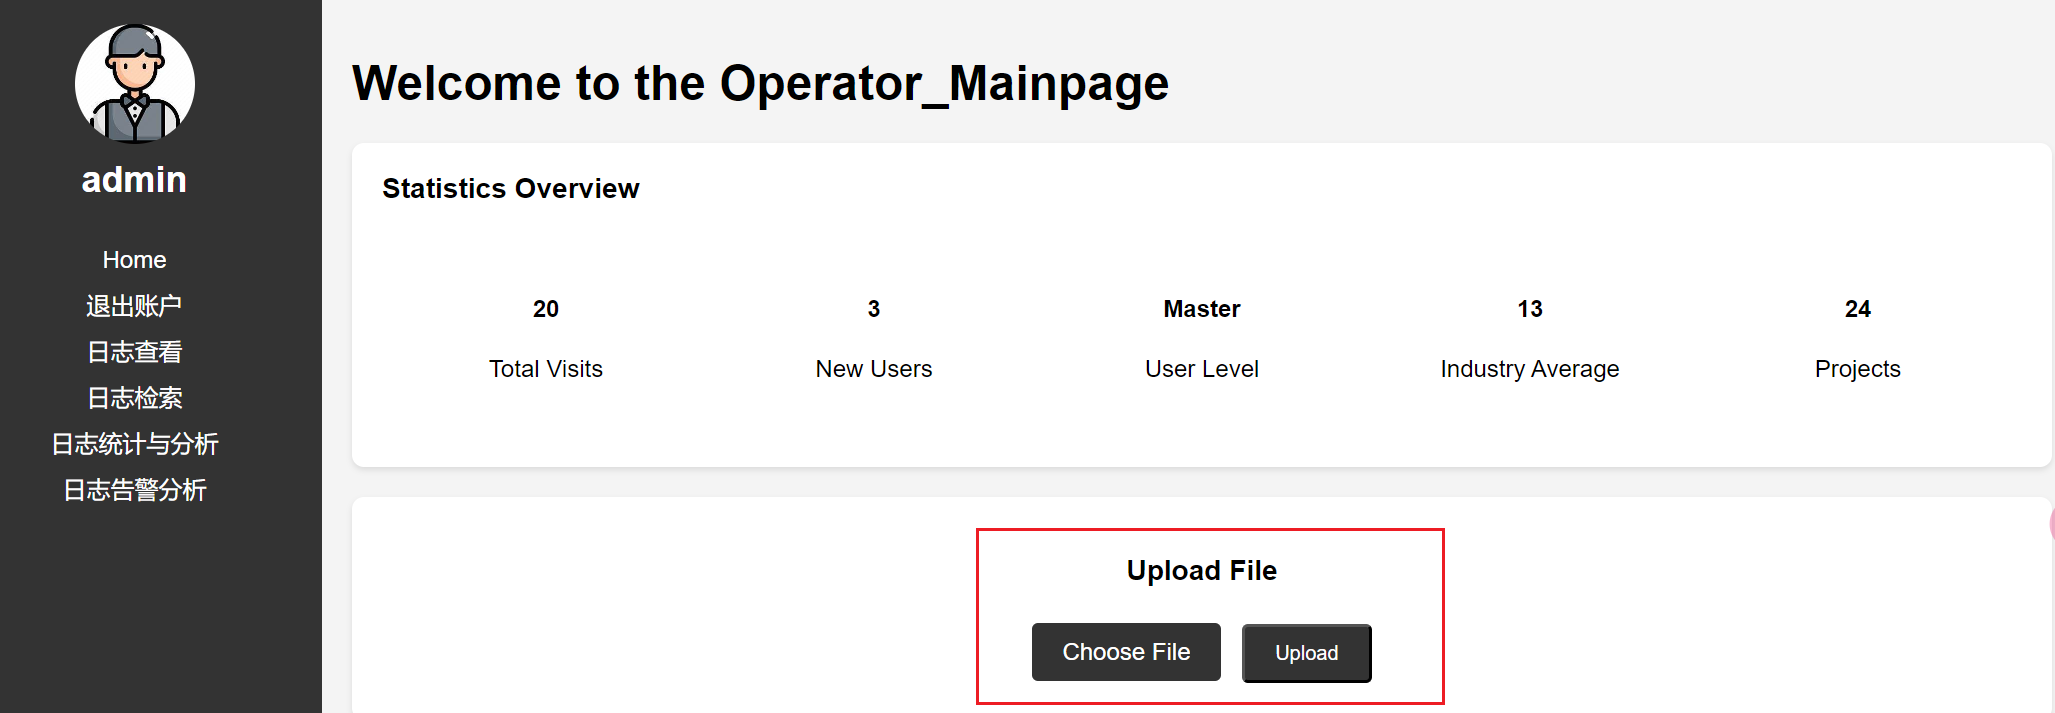 admin
Home
退出账户
日志查看
日志检索
日志统计与分析
日志告警分析
Welcome to the Operator_Mainpage
Statistics Overview
20 3 Master 13 24
Total Visits New Users User Level Industry Average Projects
Upload File
Choose File Upload